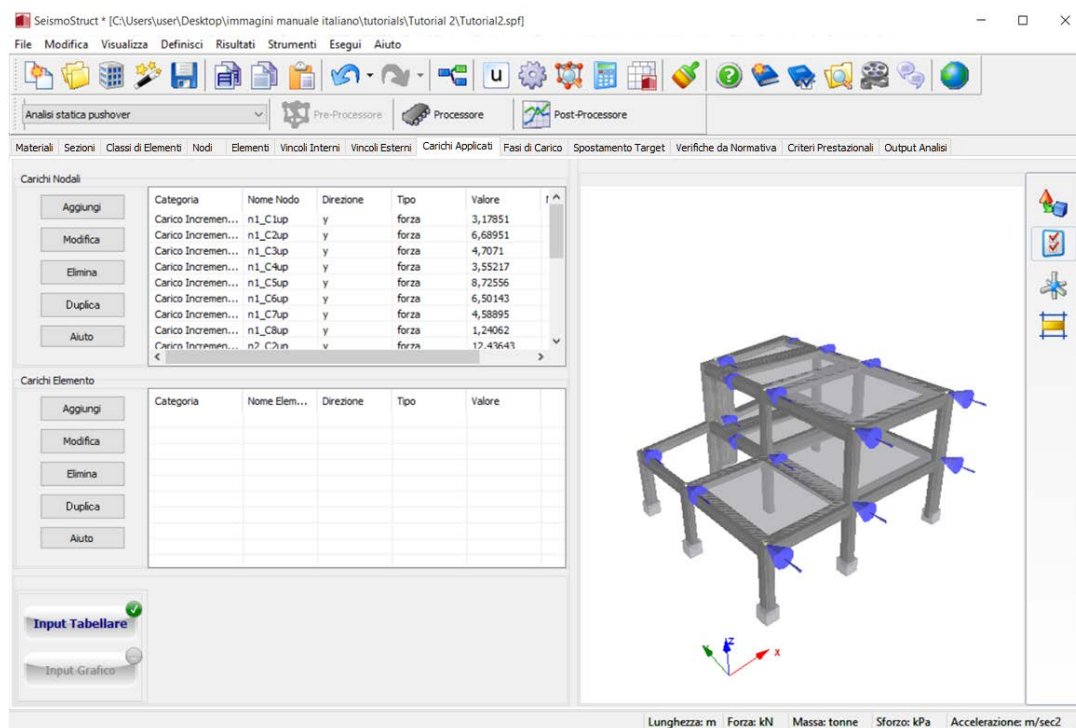 SeismoStruct * [C:\Users\user\Desktop\immagini manuale italiano\tutorials\Tutorial 2\Tutorial2.spf]
File Modifica Visualizza Definisci Risultati Strumenti Esegui Aiuto
u
Analisi statica pushover Pre-Processore Processore Post-Processore
Materiali Sezioni Classi di Elementi Nodi Elementi Vincoli Interni Vincoli Esterni Carichi Applicati Fasi di Carico Spostamento Target Verifiche da Normativa Criteri Prestazionali Output Analisi
Carichi Nodali
Aggiungi
Modifica
Elimina
Duplica
Aiuto
Categoria Nome Nodo Direzione Tipo Valore
Carico Incremen... n1_C1up y forza 3,17851
Carico Incremen... n1_C2up y forza 6,68951
Carico Incremen... n1_C3up y forza 4,7071
Carico Incremen... n1_C4up y forza 3,55217
Carico Incremen... n1_C5up y forza 8,72556
Carico Incremen... n1_C6up y forza 6,50143
Carico Incremen... n1_C7up y forza 4,58895
Carico Incremen... n1_C8up y forza 1,24062
Carico Incremen... n2_C2up y forza 12,43643
Carichi Elemento
Aggiungi
Modifica
Elimina
Duplica
Aiuto
Categoria Nome Elem... Direzione Tipo Valore
Input Tabellare
Input Grafico
Y Z X
Lunghezza: m Forza: kN Massa: tonne Sforzo: kPa Accelerazione: m/sec2